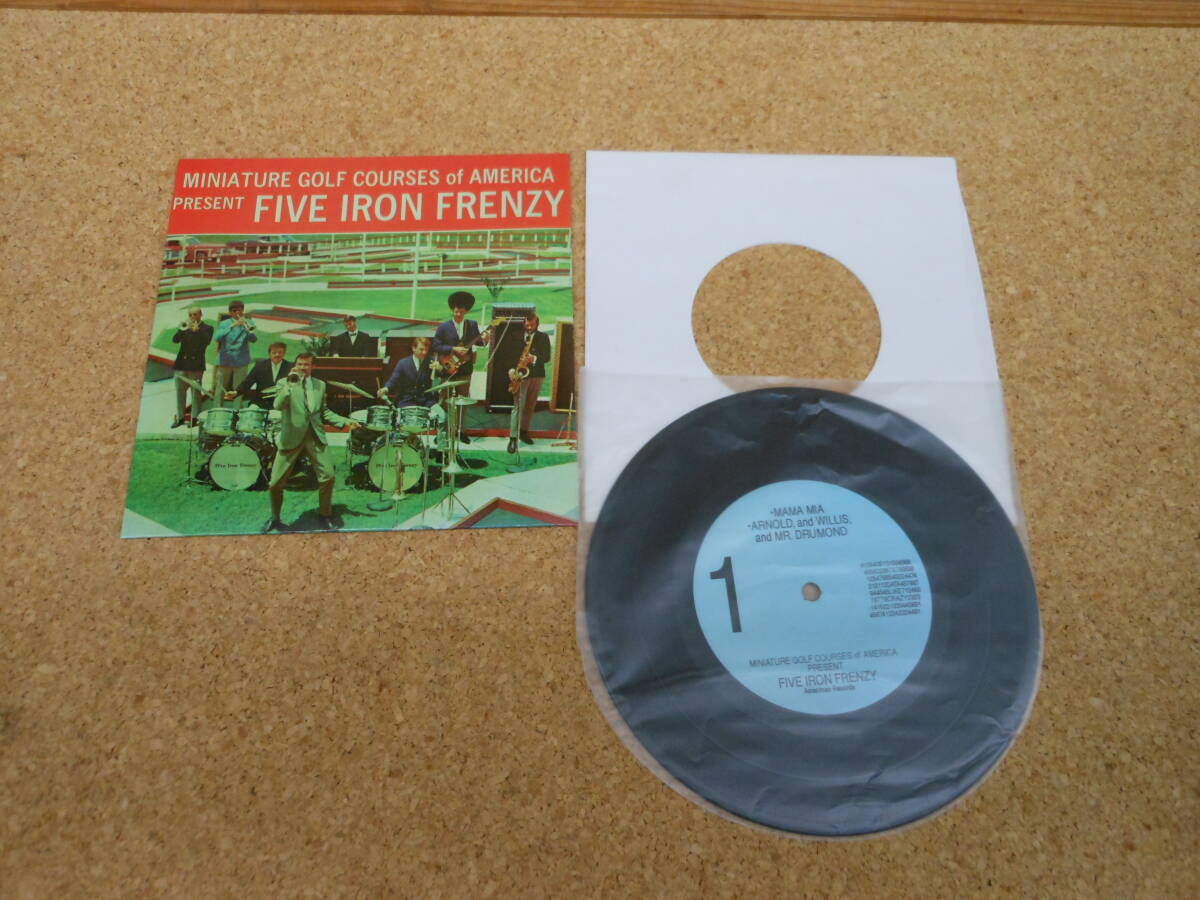 MINIATURE GOLF COURSES of AMERICA
PRESENT FIVE IRON FRENZY
Five Iron Frenzy
Five Iron Frenzy
-MAMA MIA
-ARNOLD, and WILLIS,
and MR. DRUMOND
1
MINIATURE GOLF COURSES of AMERICA
PRESENT
FIVE IRON FRENZY